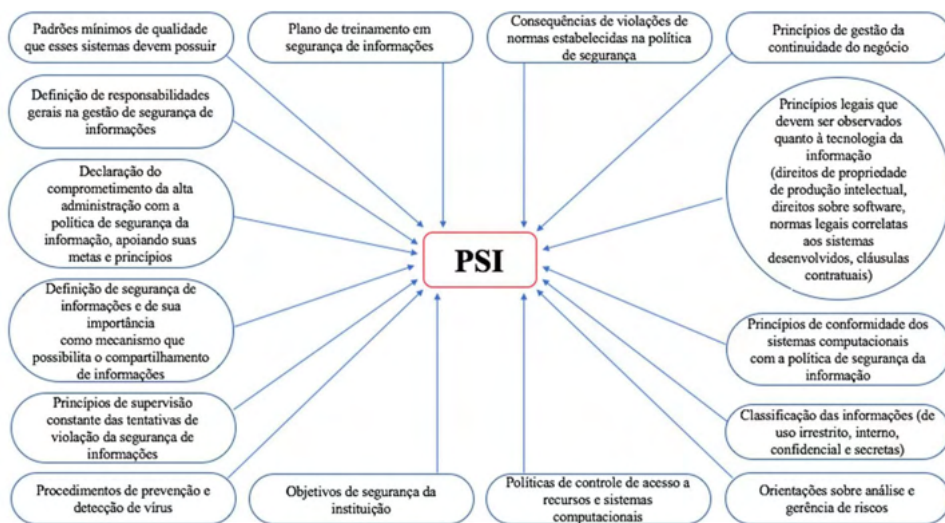 Padrões mínimos de qualidade
que esses sistemas devem possuir
Plano de treinamento em
segurança de informações
Consequências de violações de
normas estabelecidas na política
de segurança
Princípios de gestão da
continuidade do negócio
Definição de responsabilidades
gerais na gestão de segurança de
informações
Princípios legais que
devem ser observados
quanto à tecnologia da
informação
(direitos de propriedade
de produção intelectual,
direitos sobre software,
normas legais correlatas
aos sistemas
desenvolvidos, cláusulas
contratuais)
Declaração do
comprometimento da alta
administração com a
política de segurança da
informação, apoiando suas
metas e princípios
PSI
Definição de segurança de
informações e de sua
importância
como mecanismo que
possibilita o compartilhamento
de informações
Princípios de conformidade dos
sistemas computacionais
com a política de segurança da
informação
Princípios de supervisão
constante das tentativas de
violação da segurança de
informações
Classificação das informações (de
uso irrestrito, interno,
confidencial e secretas)
Procedimentos de prevenção e
detecção de vírus
Objetivos de segurança da
instituição
Políticas de controle de acesso a
recursos e sistemas
computacionais
Orientações sobre análise e
gerência de riscos